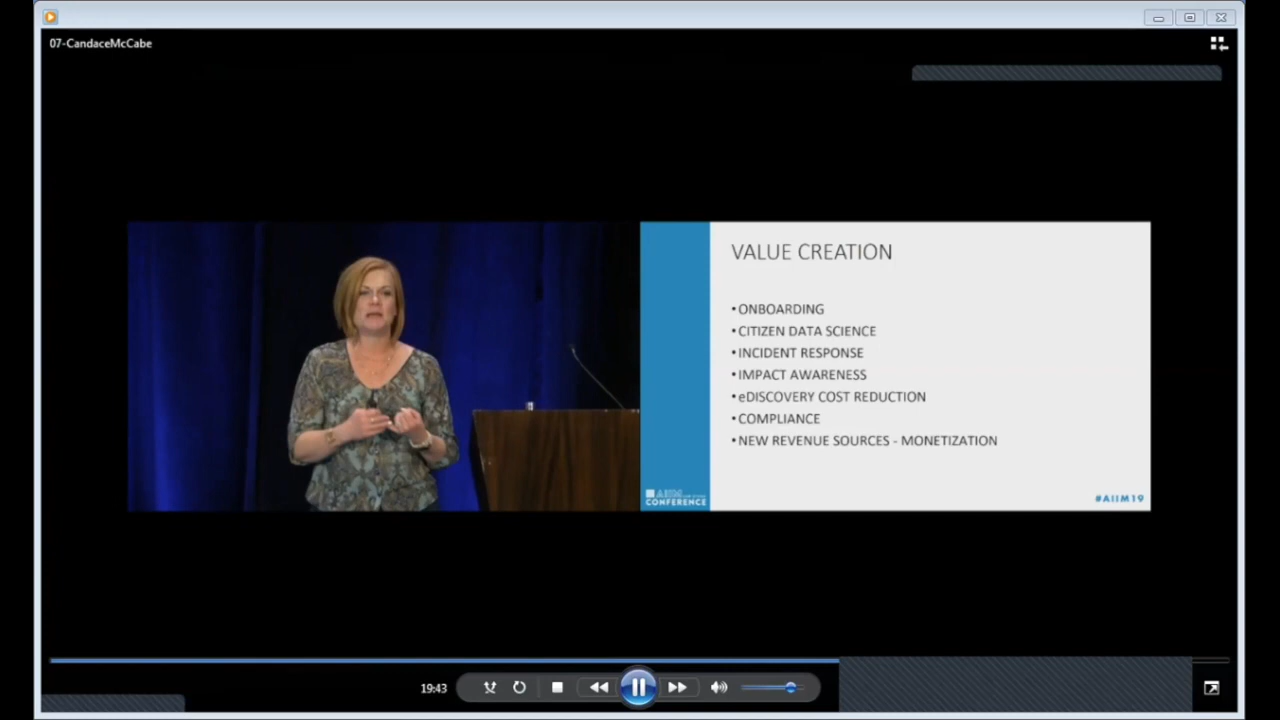 07-CandaceMcCabe
VALUE CREATION
•ONBOARDING
•CITIZEN DATA SCIENCE
•INCIDENT RESPONSE
•IMPACT AWARENESS
•eDISCOVERY COST REDUCTION
•COMPLIANCE
•NEW REVENUE SOURCES - MONETIZATION
AIIM
CONFERENCE
#AIIM19
19:43